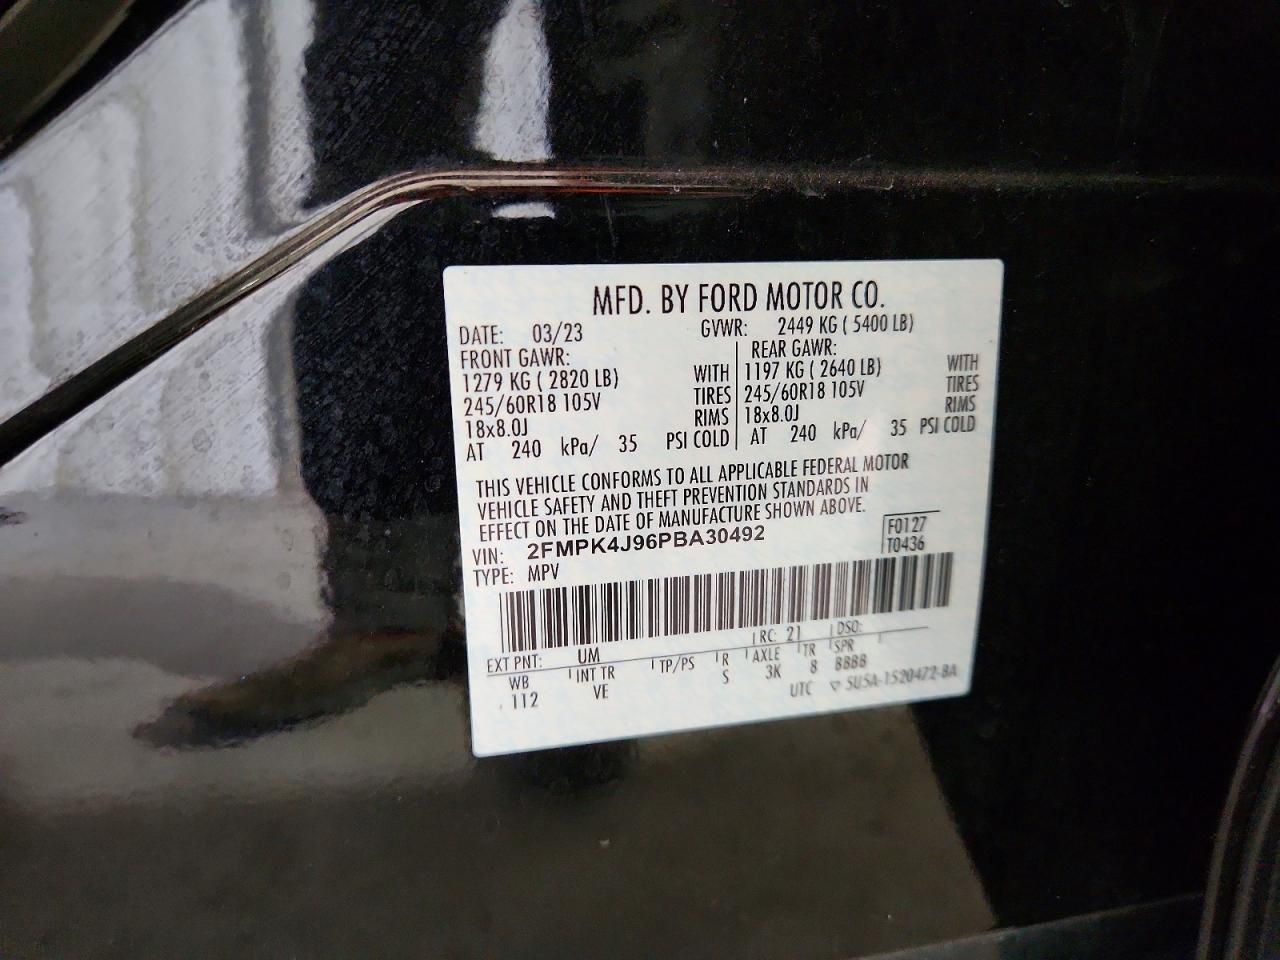 MFD. BY FORD MOTOR CO.
DATE: 03/23 GVWR: 2449 KG ( 5400 LB)
FRONT GAWR: REAR GAWR:
1279 KG ( 2820 LB) WITH 1197 KG ( 2640 LB) WITH
245/60R18 105V TIRES 245/60R18 105V TIRES
18x8.0J RIMS 18x8.0J RIMS
AT 240 kPa/ 35 PSI COLD AT 240 kPa/ 35 PSI COLD
THIS VEHICLE CONFORMS TO ALL APPLICABLE FEDERAL MOTOR
VEHICLE SAFETY AND THEFT PREVENTION STANDARDS IN
EFFECT ON THE DATE OF MANUFACTURE SHOWN ABOVE.
VIN: 2FMPK4J96PBA30492 F0127
TYPE: MPV T0436
EXT PNT: UM RC: 21 DSO:
WB INT TR TP/PS R AXLE TR SPR
112 VE S 3K 8 BBBB
UTC ▽ 5USA-1520472-BA